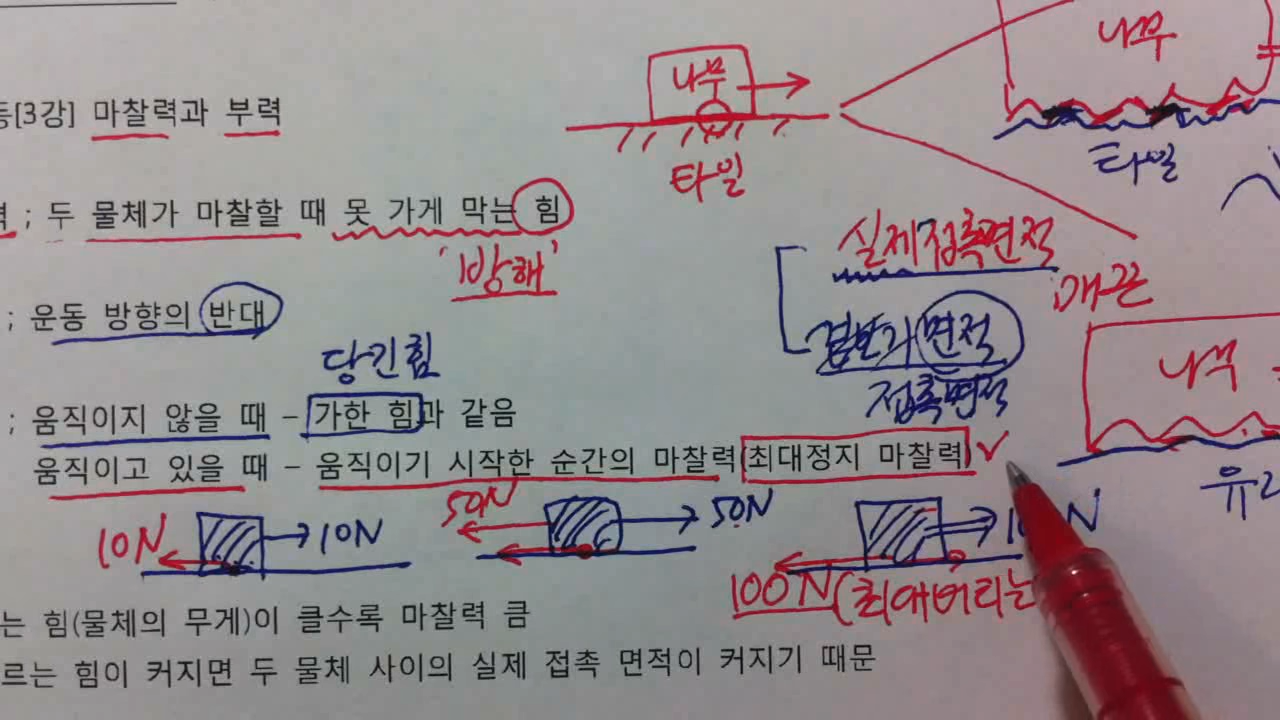 나무
나무
동[3강] 마찰력과 부력
타일
타일
력 ; 두 물체가 마찰할 때 못 가게 막는 힘
'방해'
실제접촉면적
매끈
; 운동 방향의 반대
겉보기 면적
접촉면적
나무
당긴힘
; 움직이지 않을 때 – 가한 힘과 같음
움직이고 있을 때 – 움직이기 시작한 순간의 마찰력(최대정지 마찰력)
유리
10N 10N 50N 50N N
100N(최대버티는
는 힘(물체의 무게)이 클수록 마찰력 큼
르는 힘이 커지면 두 물체 사이의 실제 접촉 면적이 커지기 때문